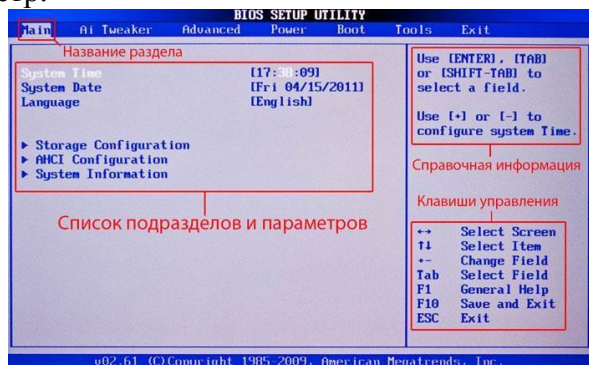 BIOS SETUP UTILITY
Main Ai Tweaker Advanced Power Boot Tools Exit
Название раздела
System Time [17:30:09]
System Date [Fri 04/15/2011]
Language [English]
▶ Storage Configuration
▶ AHCI Configuration
▶ System Information
Список подразделов и параметров
Use [ENTER], [TAB]
or [SHIFT-TAB] to
select a field.
Use [+] or [-] to
configure system Time.
Справочная информация
Клавиши управления
←→ Select Screen
↑↓ Select Item
+- Change Field
Tab Select Field
F1 General Help
F10 Save and Exit
ESC Exit
v02.61 (C)Copyright 1985-2009, American Megatrends, Inc.